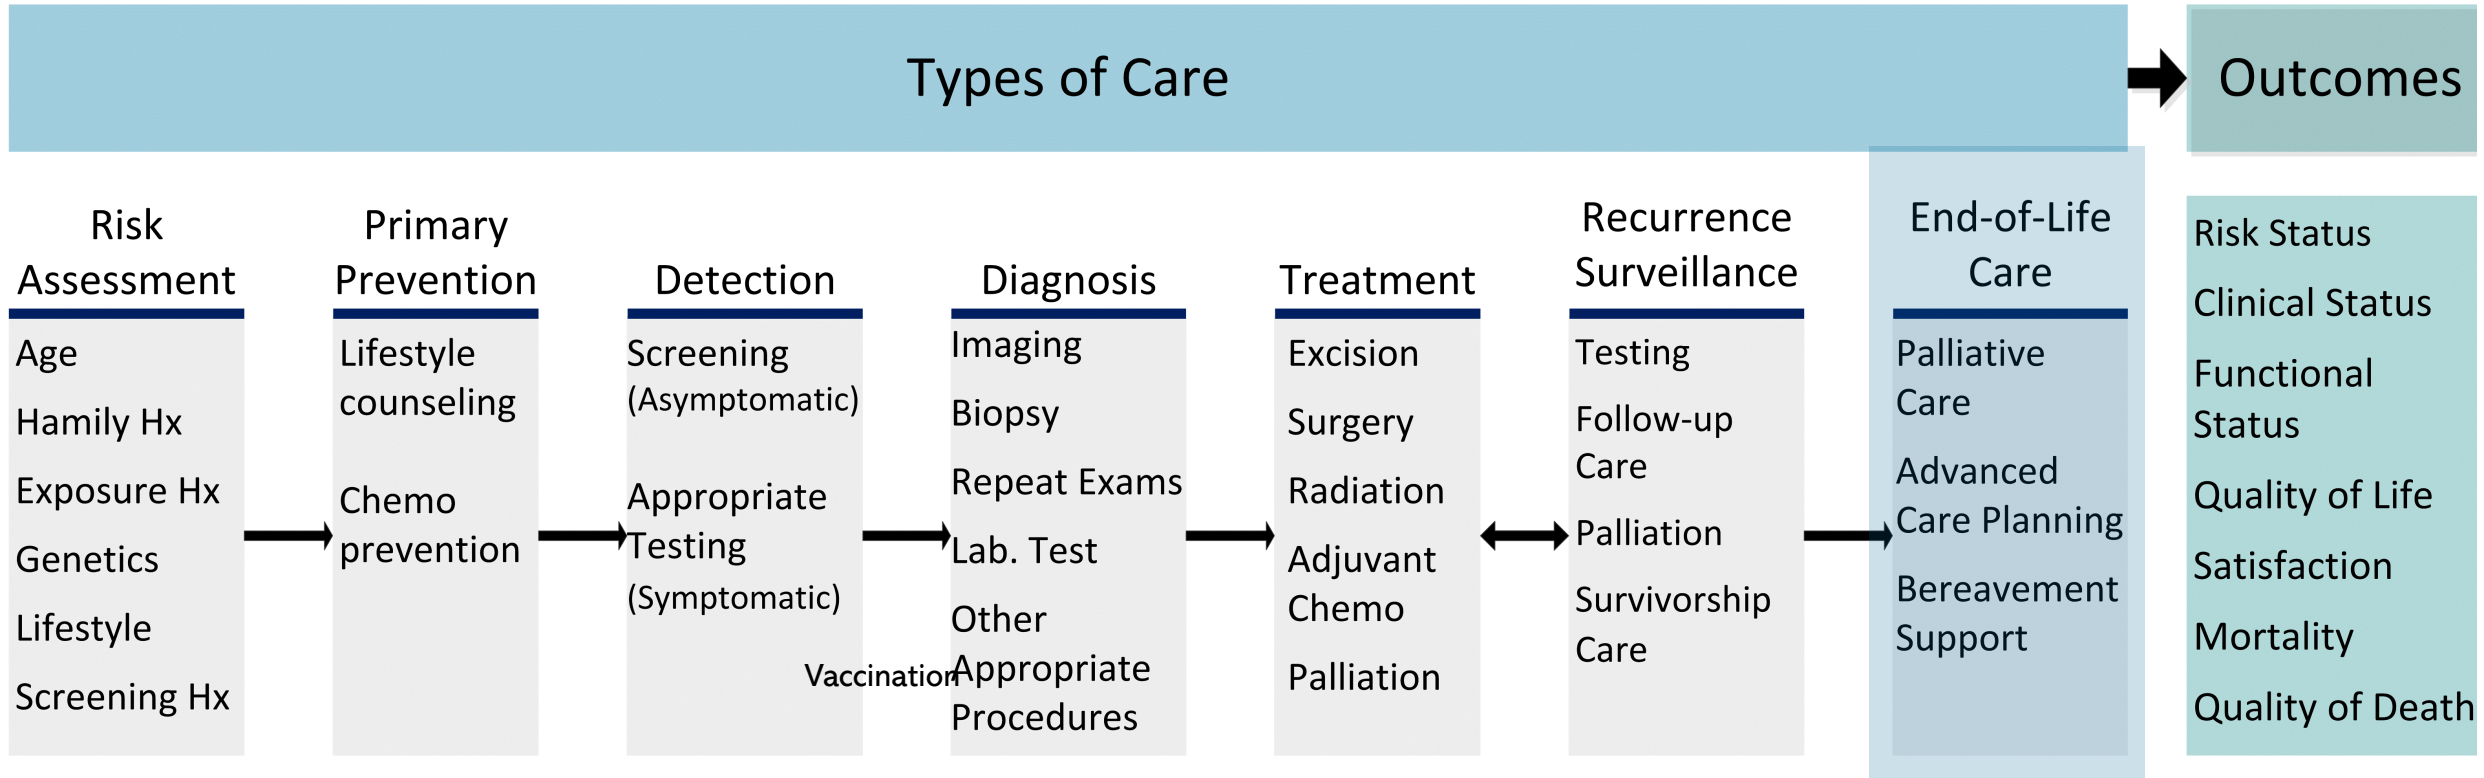 Types of Care
Outcomes
Risk
Assessment
Age
Hamily Hx
Exposure Hx
Genetics
Lifestyle
Screening Hx
Primary
Prevention
Lifestyle
counseling
Chemo
prevention
Detection
Screening
(Asymptomatic)
Appropriate
Testing
(Symptomatic)
Vaccination
Diagnosis
Imaging
Biopsy
Repeat Exams
Lab. Test
Other
Appropriate
Procedures
Treatment
Excision
Surgery
Radiation
Adjuvant
Chemo
Palliation
Recurrence
Surveillance
Testing
Follow-up
Care
Palliation
Survivorship
Care
End-of-Life
Care
Palliative
Care
Advanced
Care Planning
Bereavement
Support
Risk Status
Clinical Status
Functional
Status
Quality of Life
Satisfaction
Mortality
Quality of Death